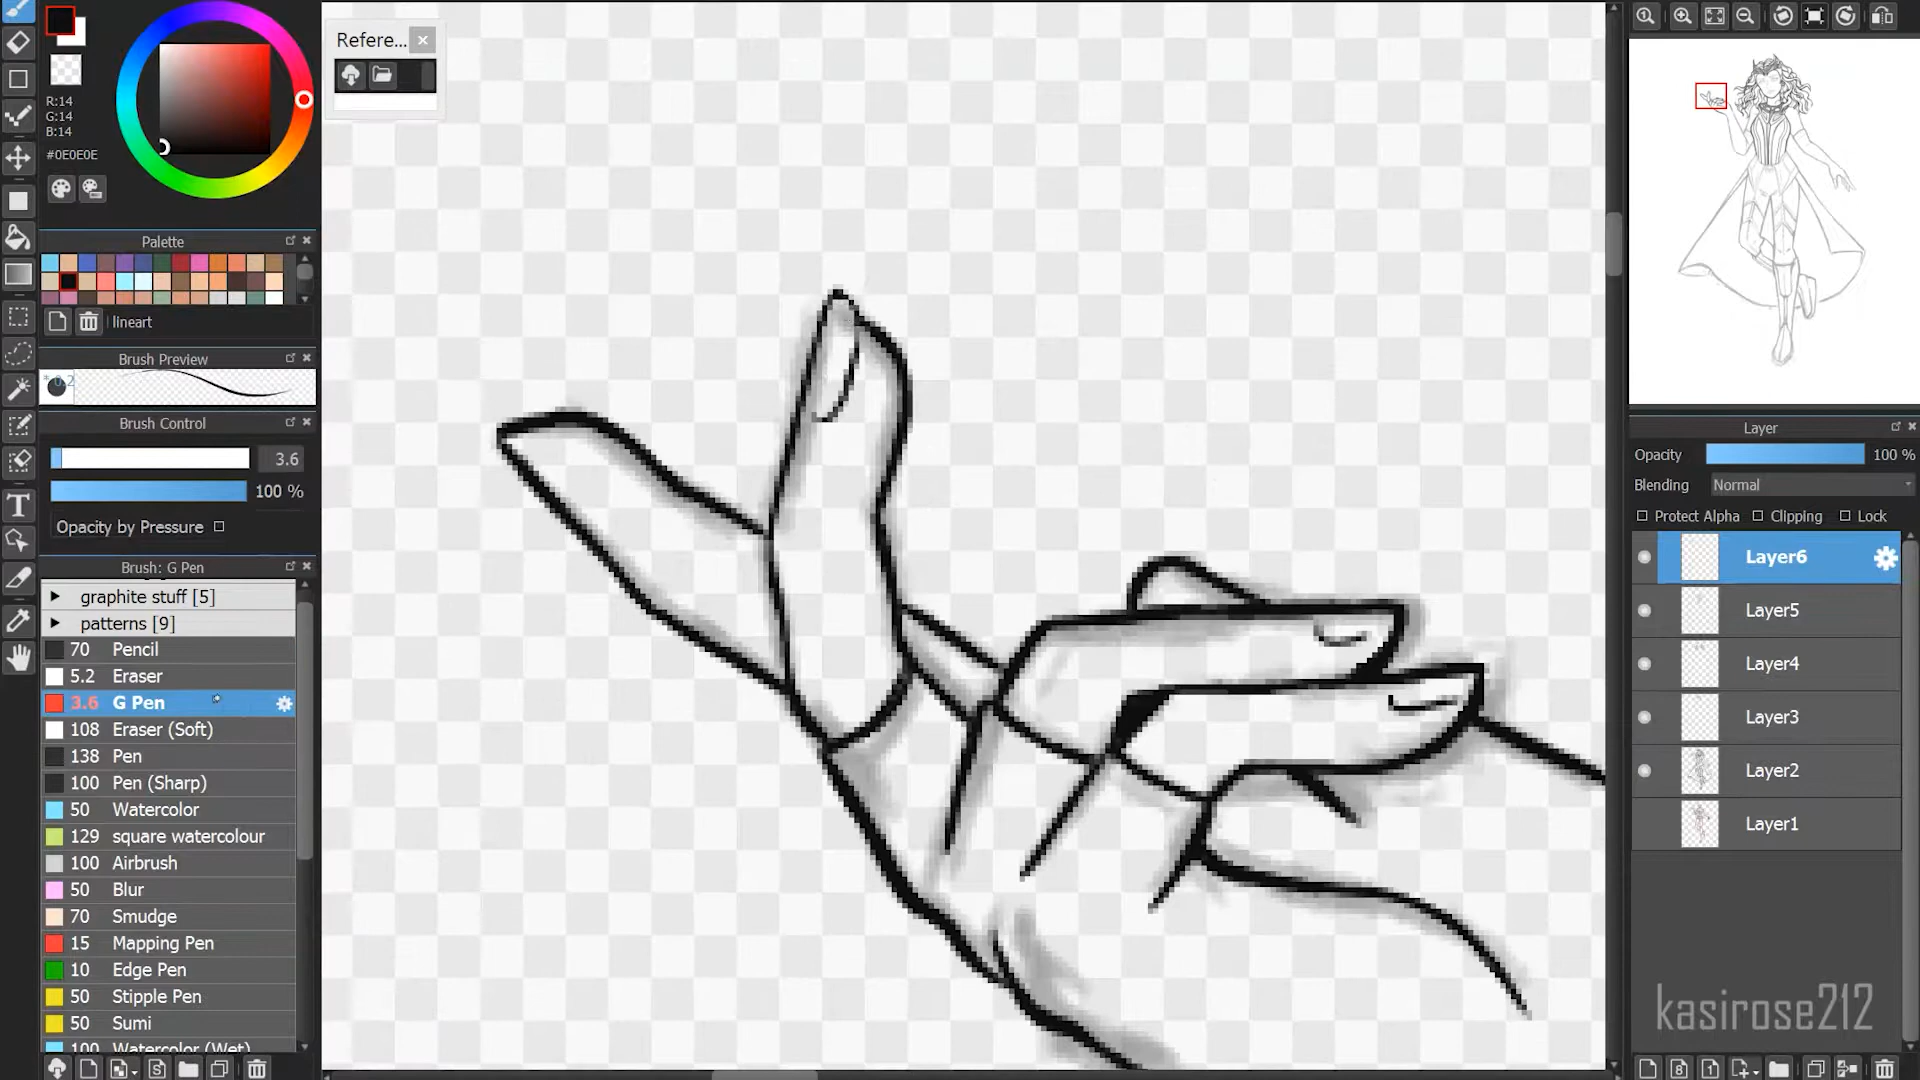 Refere...
R:14
G:14
B:14
#0E0E0E
Palette
lineart
Brush Preview
* 0.2
Brush Control
3.6
100 %
Opacity by Pressure
Brush: G Pen
graphite stuff [5]
patterns [9]
70 Pencil
5.2 Eraser
3.6 G Pen
108 Eraser (Soft)
138 Pen
100 Pen (Sharp)
50 Watercolor
129 square watercolour
100 Airbrush
50 Blur
70 Smudge
15 Mapping Pen
10 Edge Pen
50 Stipple Pen
50 Sumi
100 Watercolor (Wet)
Layer
Opacity 100 %
Blending Normal
Protect Alpha Clipping Lock
Layer6
Layer5
Layer4
Layer3
Layer2
Layer1
kasirose212